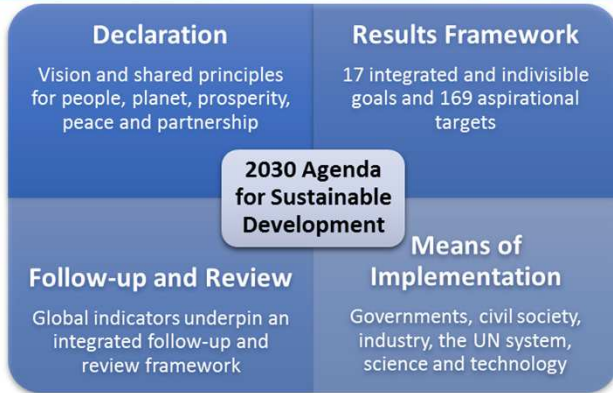 Declaration
Vision and shared principles
for people, planet, prosperity,
peace and partnership
Results Framework
17 integrated and indivisible
goals and 169 aspirational
targets
2030 Agenda
for Sustainable
Development
Follow-up and Review
Global indicators underpin an
integrated follow-up and
review framework
Means of
Implementation
Governments, civil society,
industry, the UN system,
science and technology